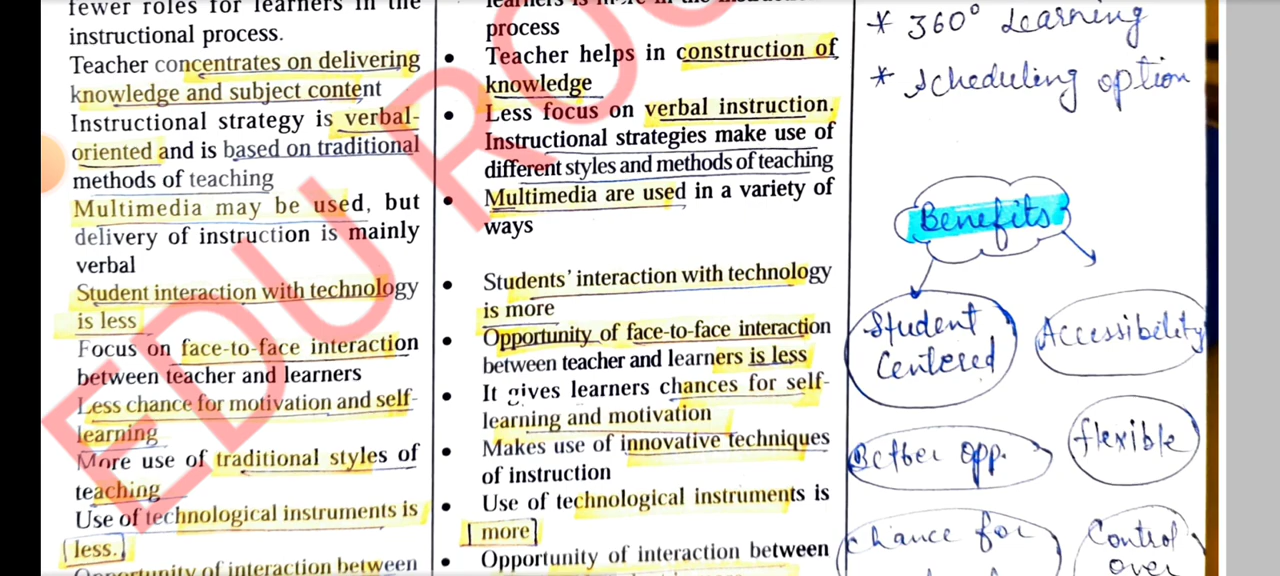 fewer roles for learners in the
instructional process.
Teacher concentrates on delivering
knowledge and subject content
Instructional strategy is verbal-
oriented and is based on traditional
methods of teaching
Multimedia may be used, but
delivery of instruction is mainly
verbal
Student interaction with technology
is less
Focus on face-to-face interaction
between teacher and learners
Less chance for motivation and self-
learning
More use of traditional styles of
teaching
Use of technological instruments is
less.
Opportunity of interaction between
process
• Teacher helps in construction of
knowledge
• Less focus on verbal instruction.
Instructional strategies make use of
different styles and methods of teaching
• Multimedia are used in a variety of
ways
• Students' interaction with technology
is more
• Opportunity of face-to-face interaction
between teacher and learners is less
• It gives learners chances for self-
learning and motivation
• Makes use of innovative techniques
of instruction
• Use of technological instruments is
more
• Opportunity of interaction between
* 360° Learning
* Scheduling option
Benefits
Student
Centered
Accessibility
Better opp.
flexible
Chance for
Control
over
EDU RO